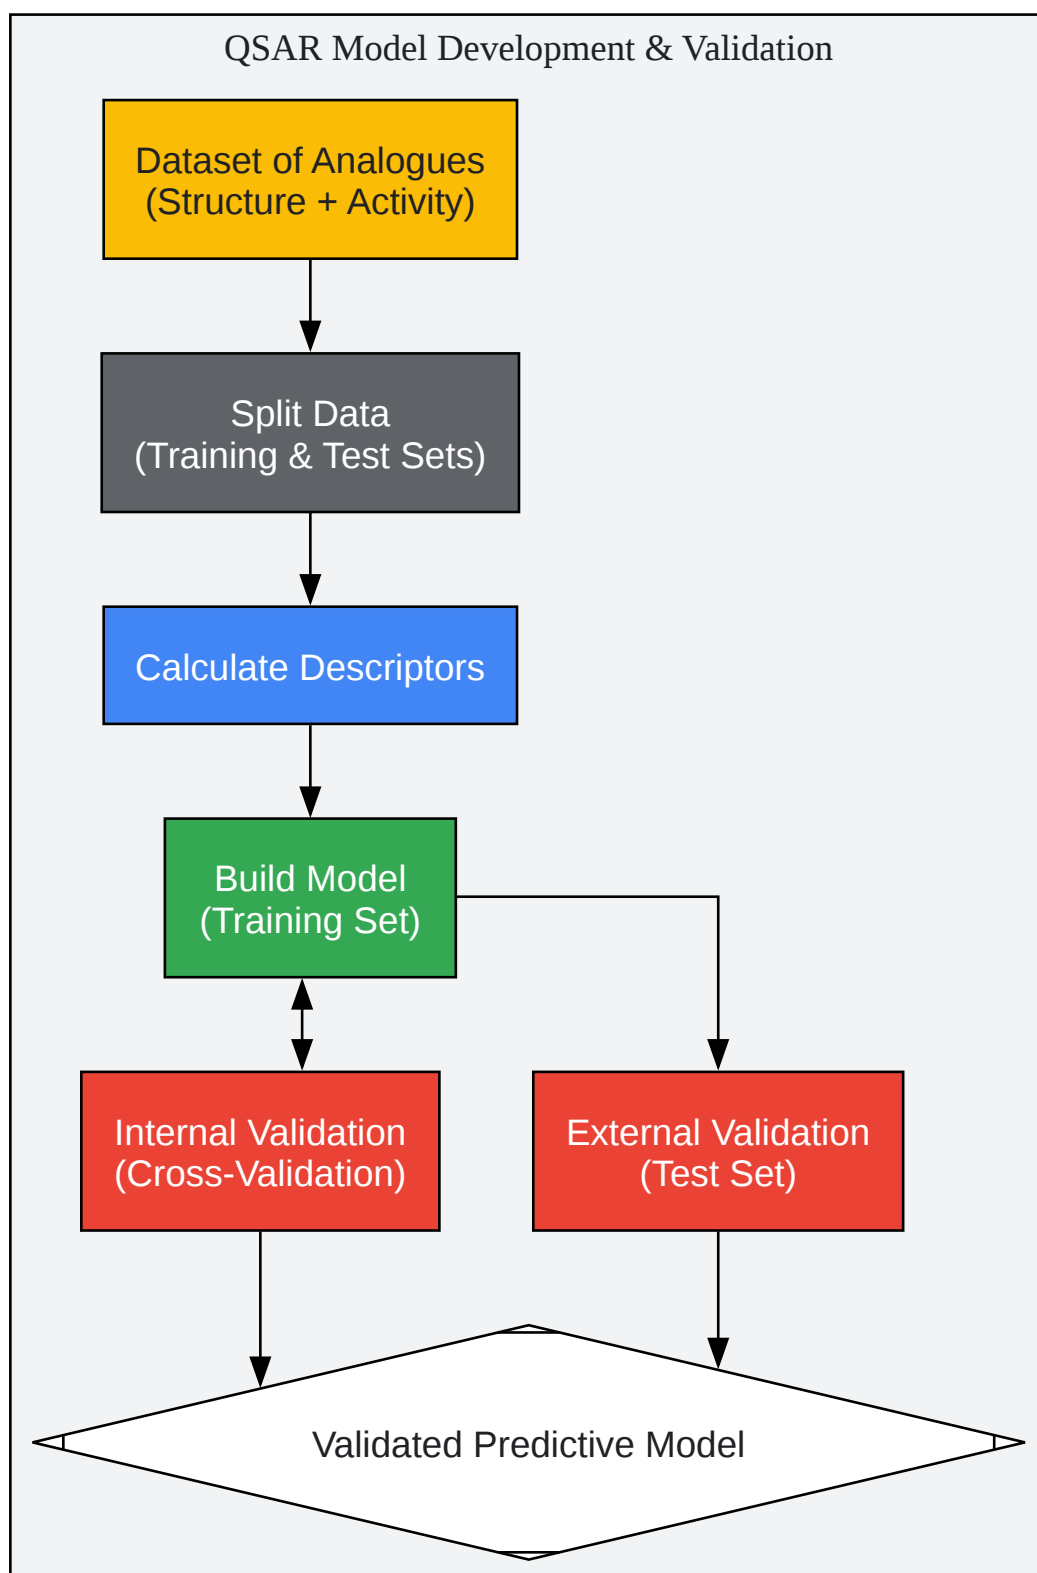 QSAR Model Development & Validation
Dataset of Analogues
(Structure + Activity)
Split Data
(Training & Test Sets)
Calculate Descriptors
Build Model
(Training Set)
Internal Validation
(Cross-Validation)
External Validation
(Test Set)
Validated Predictive Model